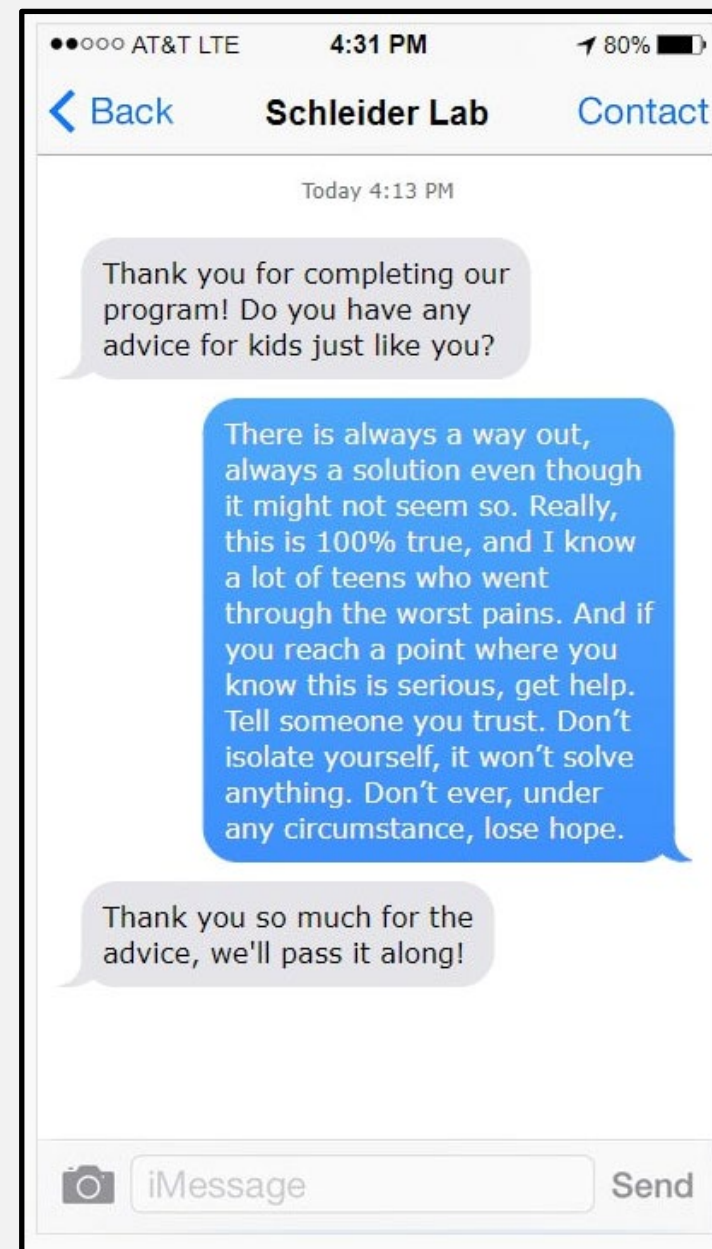 AT&T LTE 4:31 PM 80%
Back Schleider Lab Contact
Today 4:13 PM
Thank you for completing our
program! Do you have any
advice for kids just like you?
There is always a way out,
always a solution even though
it might not seem so. Really,
this is 100% true, and I know
a lot of teens who went
through the worst pains. And if
you reach a point where you
know this is serious, get help.
Tell someone you trust. Don’t
isolate yourself, it won’t solve
anything. Don’t ever, under
any circumstance, lose hope.
Thank you so much for the
advice, we'll pass it along!
iMessage Send